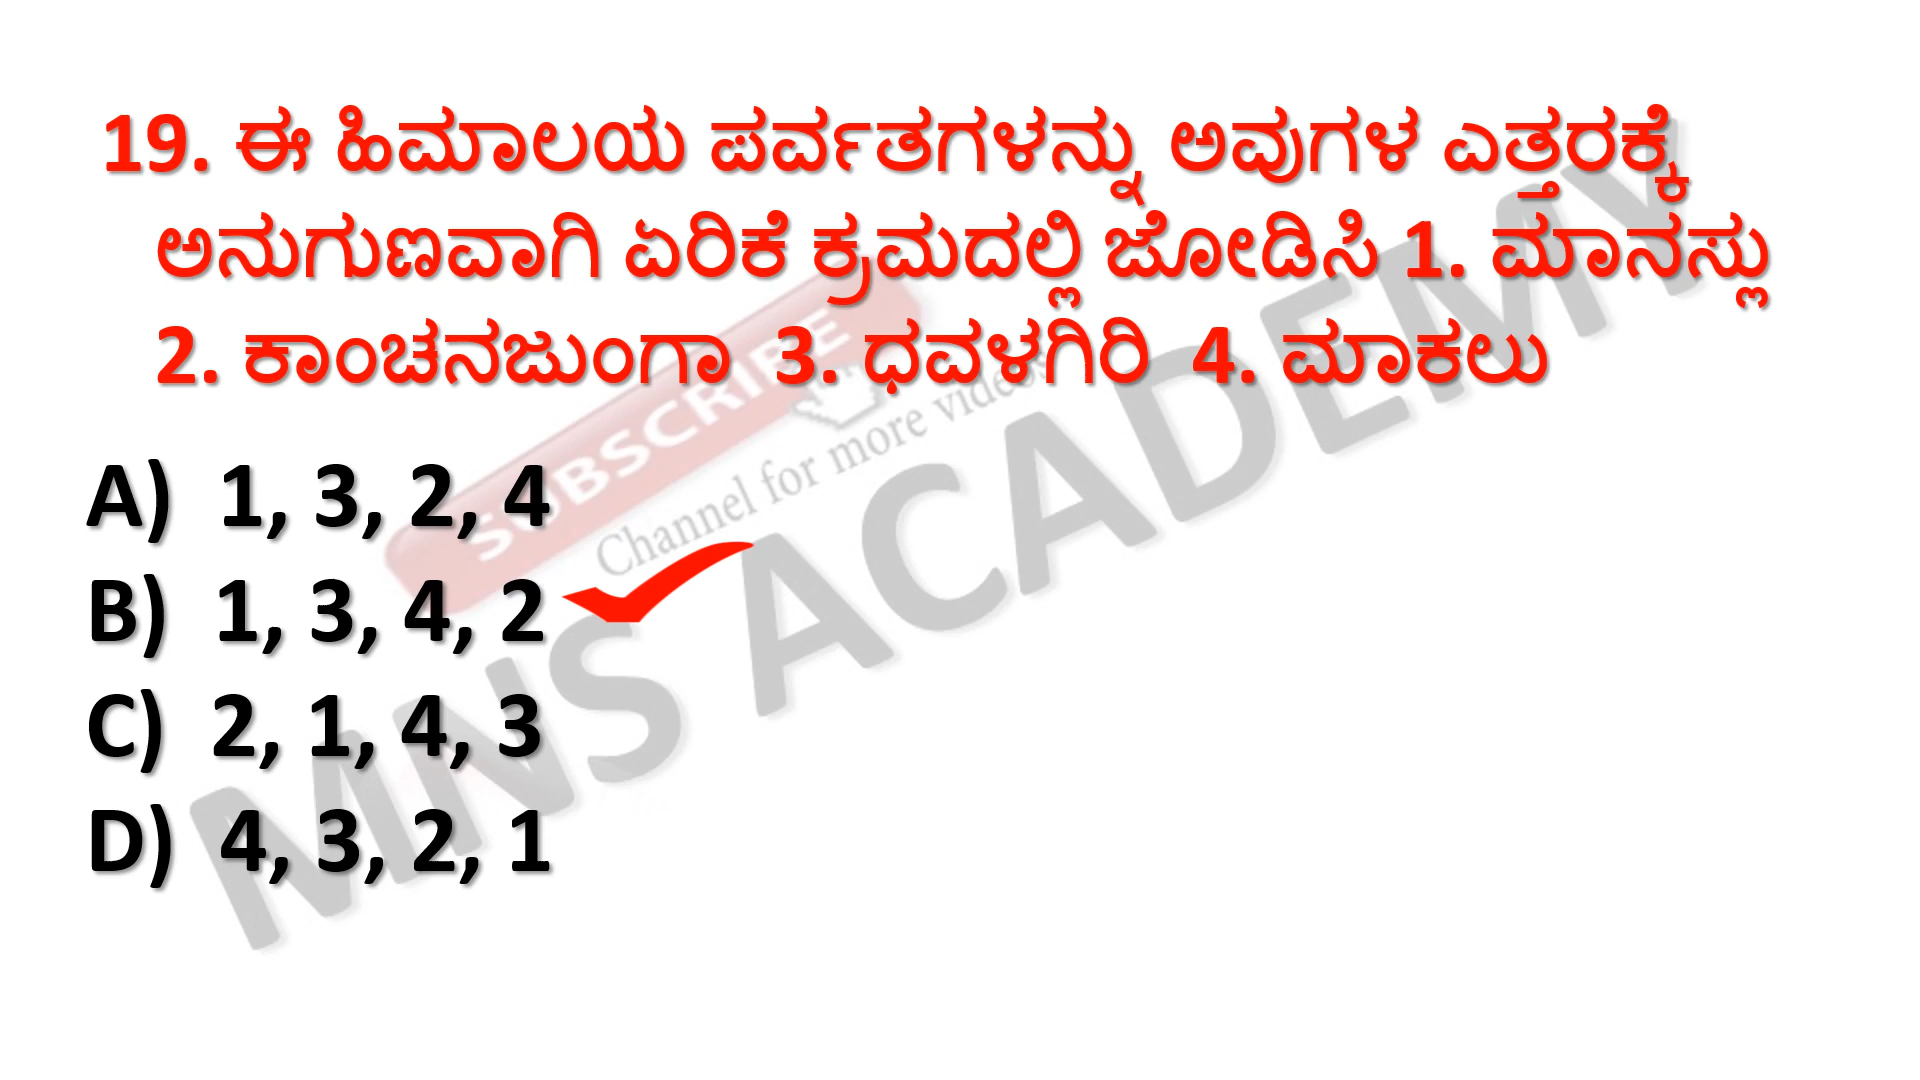 19. ಈ ಹಿಮಾಲಯ ಪರ್ವತಗಳನ್ನು ಅವುಗಳ ಎತ್ತರಕ್ಕೆ
ಅನುಗುಣವಾಗಿ ಏರಿಕೆ ಕ್ರಮದಲ್ಲಿ ಜೋಡಿಸಿ 1. ಮಾನಸ್ಲು
2. ಕಾಂಚನಜುಂಗಾ 3. ಧವಳಗಿರಿ 4. ಮಾಕಲು
A) 1, 3, 2, 4
B) 1, 3, 4, 2
C) 2, 1, 4, 3
D) 4, 3, 2, 1
SUBSCRIBE
Channel for more videos
MNS ACADEMY